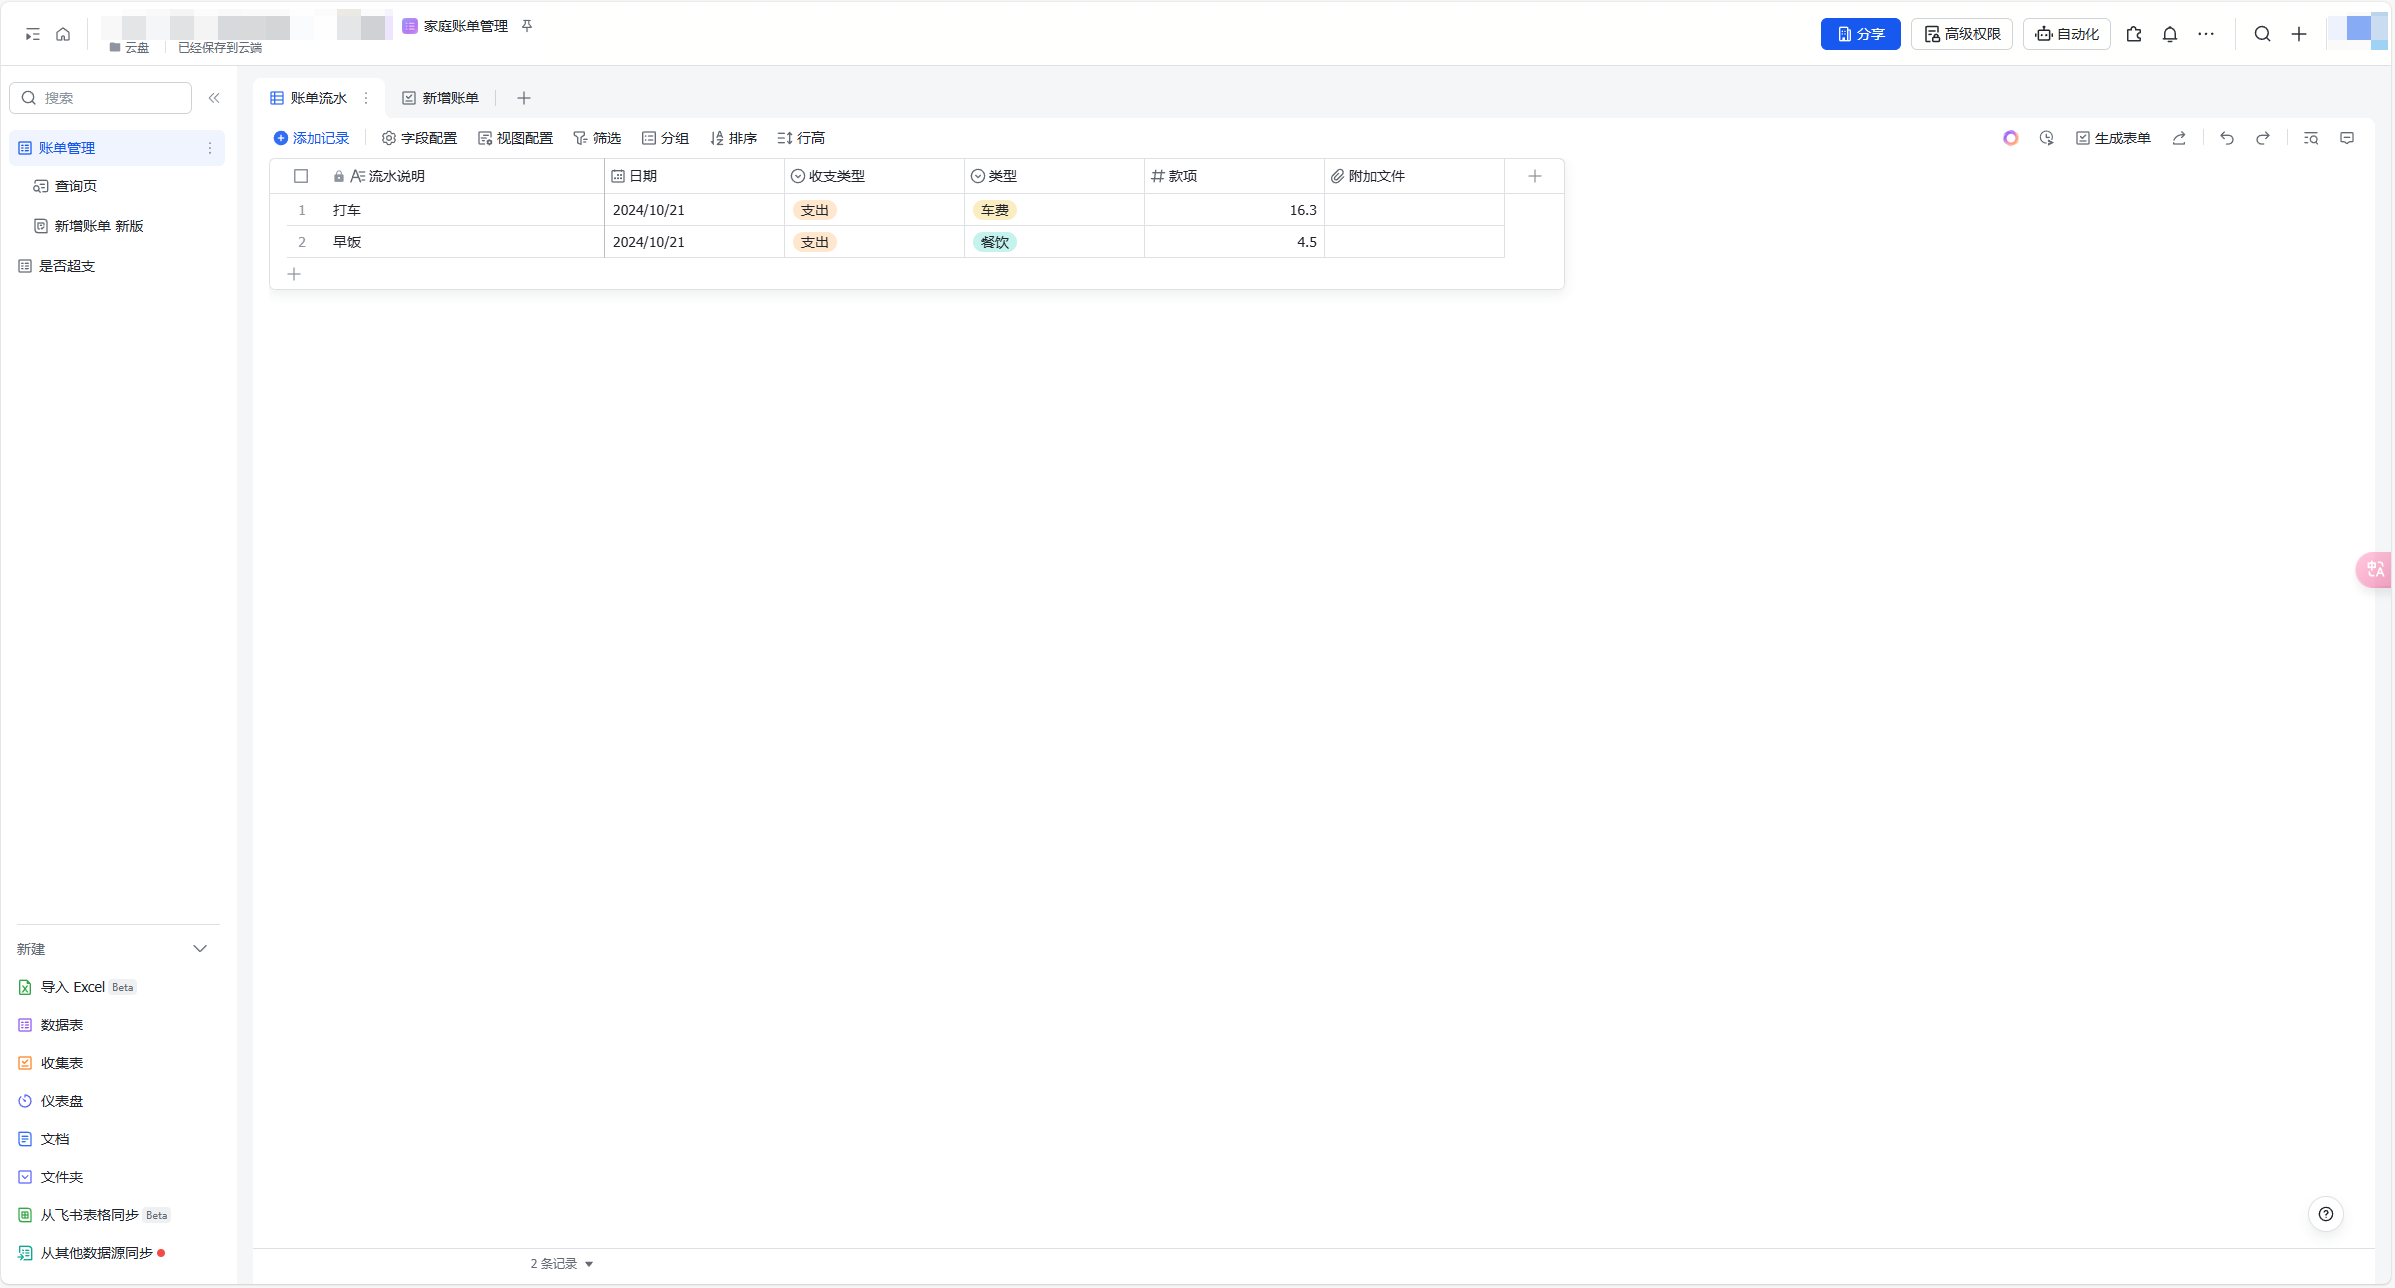 家庭账单管理
云盘
已经保存到云端
分享
高级权限
自动化
搜索
账单管理
查询页
新增账单 新版
是否超支
账单流水
新增账单
添加记录
字段配置
视图配置
筛选
分组
排序
行高
生成表单
流水说明 日期 收支类型 类型 款项 附加文件
1 打车 2024/10/21 支出 车费 16.3
2 早饭 2024/10/21 支出 餐饮 4.5
新建
导入 Excel Beta
数据表
收集表
仪表盘
文档
文件夹
从飞书表格同步 Beta
从其他数据源同步
2 条记录